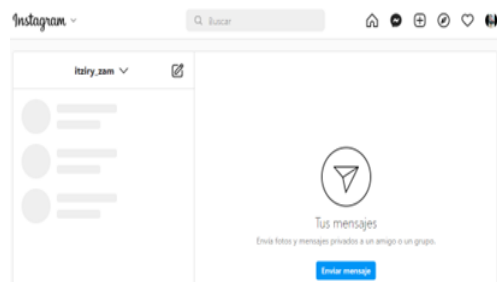 Instagram
Buscar
itziry_zam
Tus mensajes
Envía fotos y mensajes privados a un amigo o un grupo.
Enviar mensaje